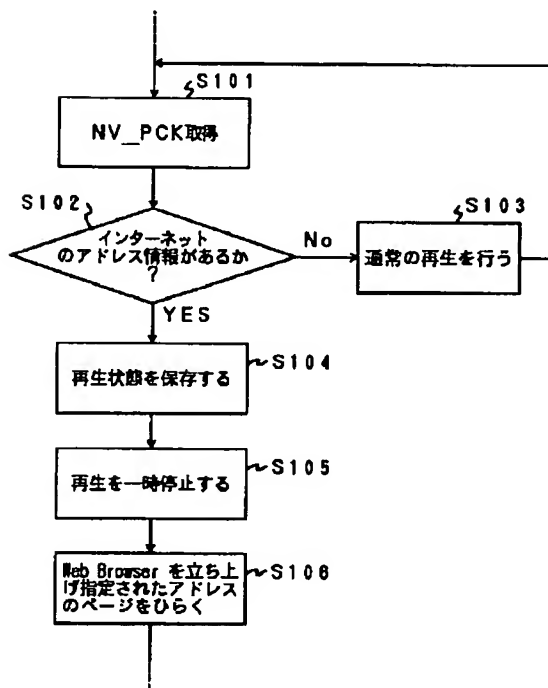 S101
NV_PCK取得
S102
インターネット
のアドレス情報があるか
?
No
S103
通常の再生を行う
YES
再生状態を保存する
S104
再生を一時停止する
S105
Web Browser を立ち上
げ指定されたアドレス
のページをひらく
S106